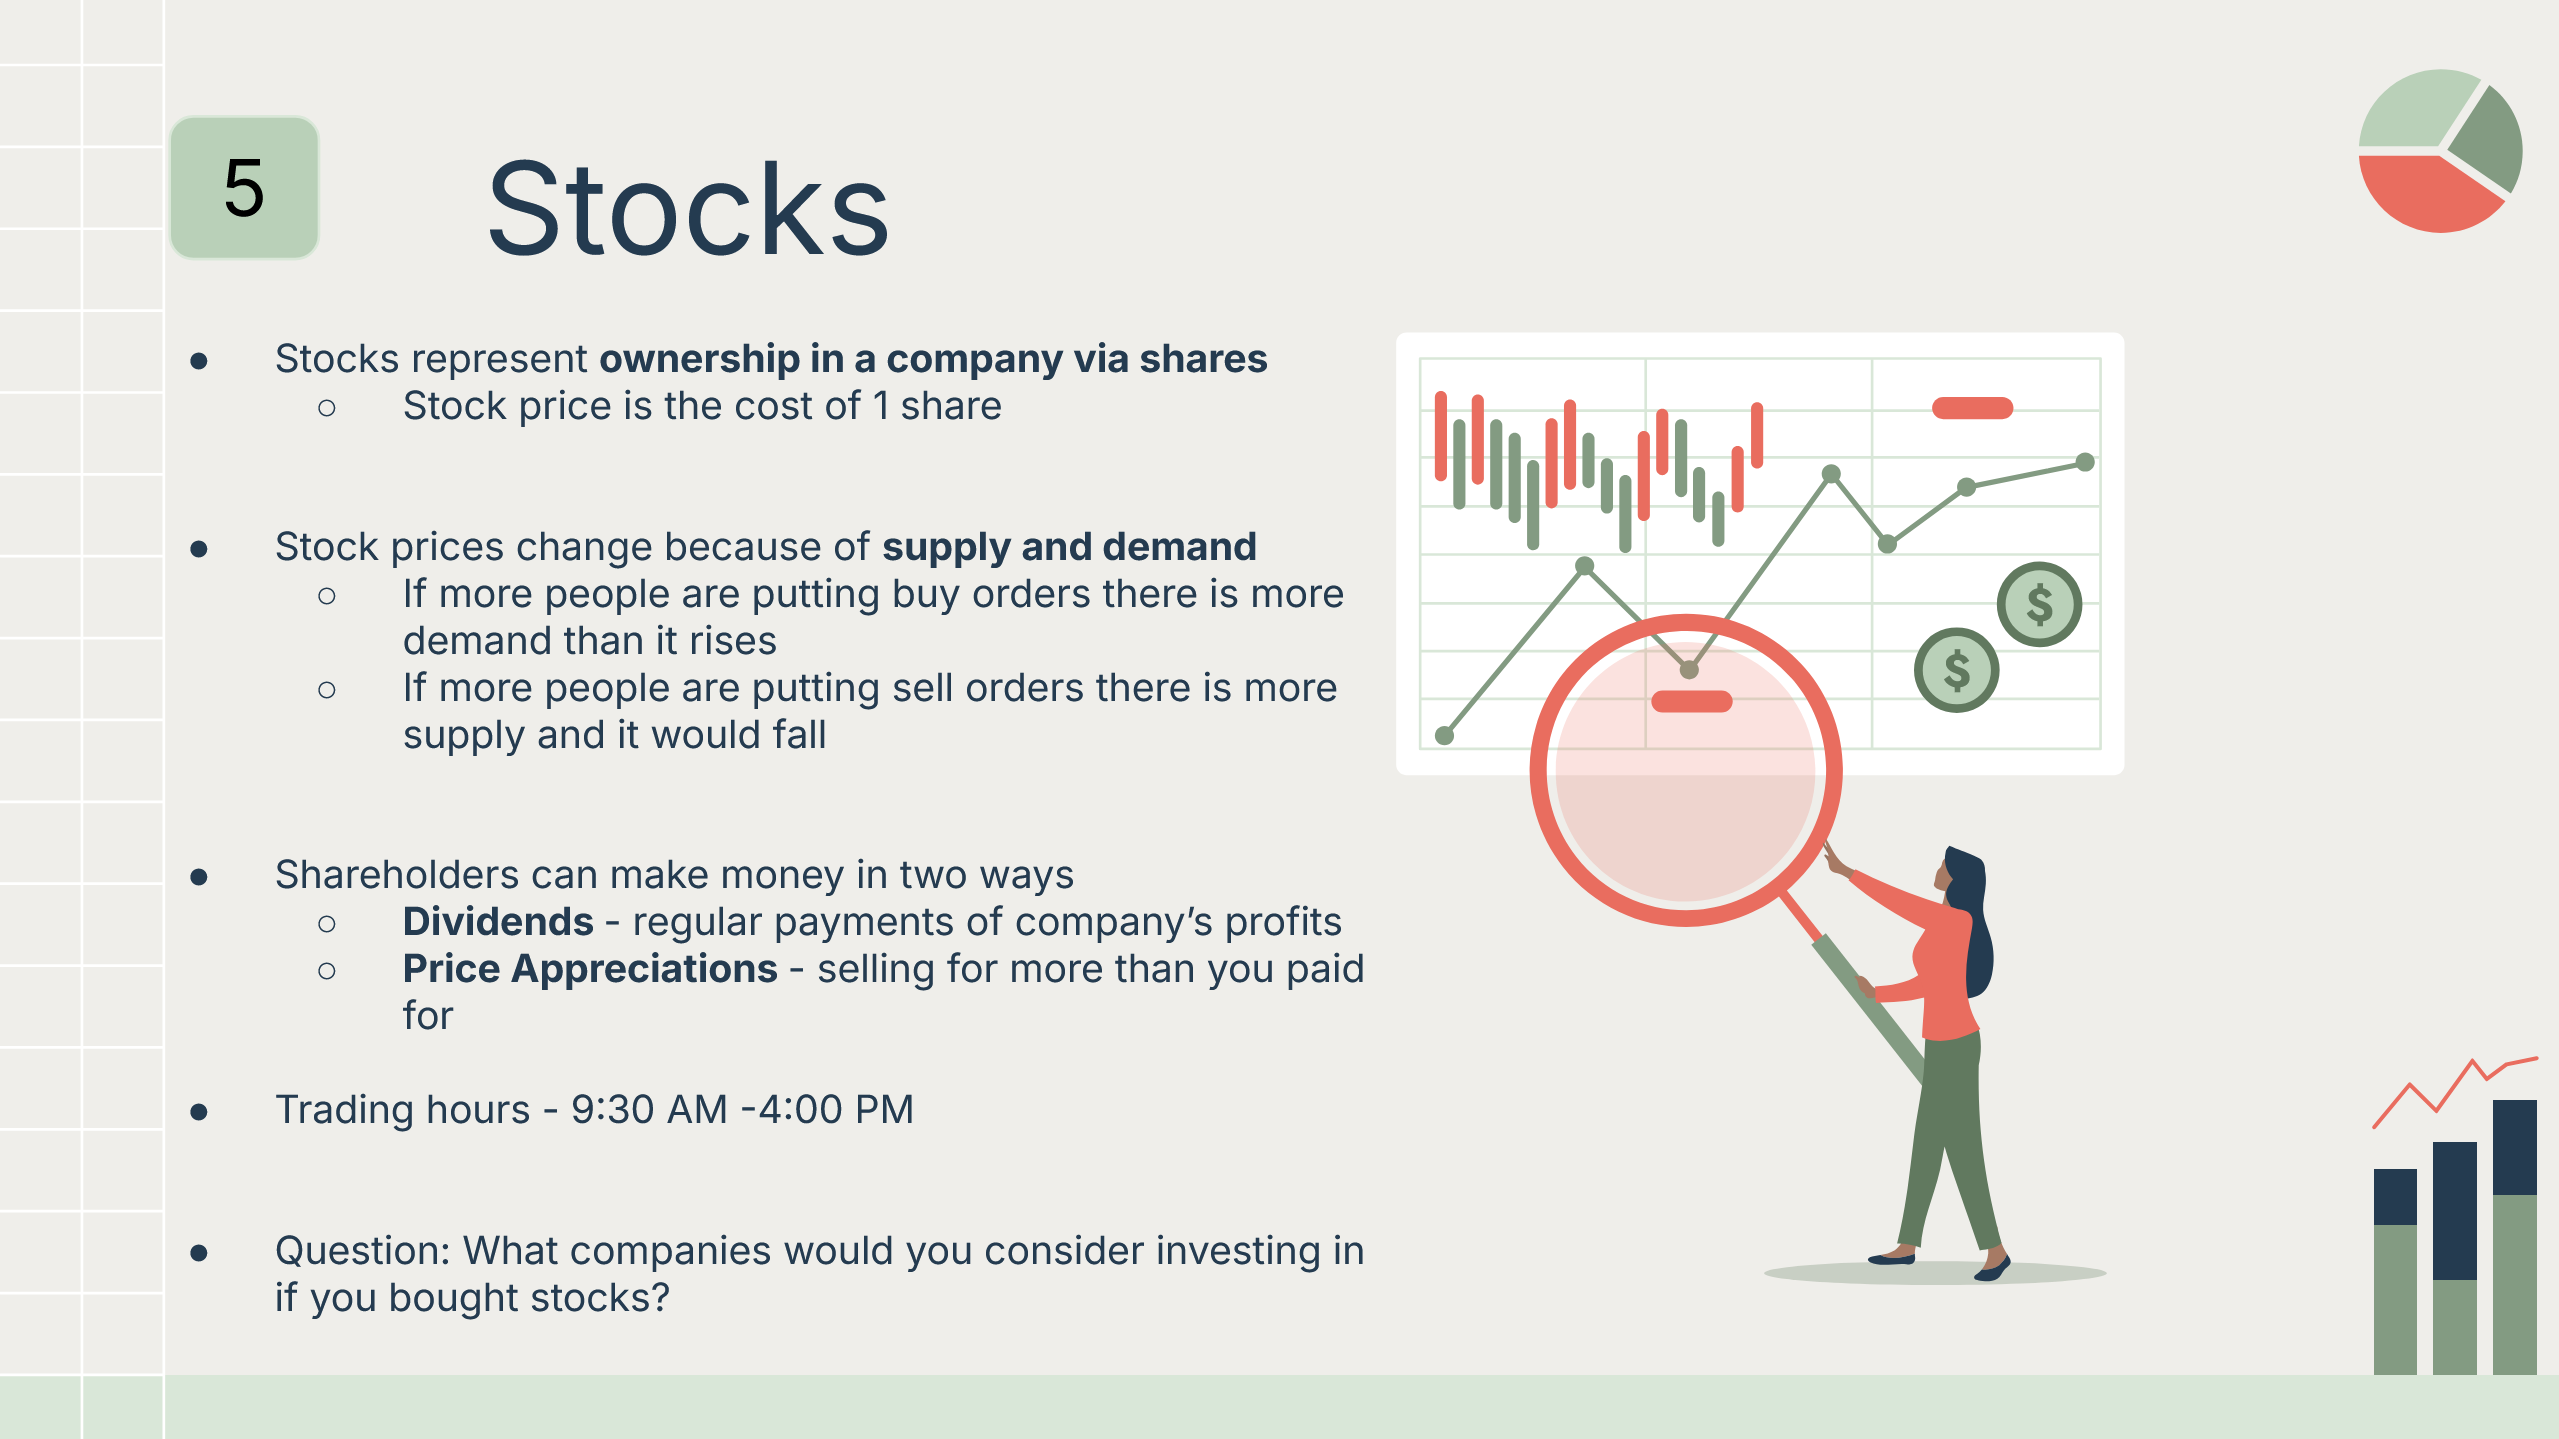 5
Stocks
● Stocks represent ownership in a company via shares
○ Stock price is the cost of 1 share
● Stock prices change because of supply and demand
○ If more people are putting buy orders there is more
demand than it rises
○ If more people are putting sell orders there is more
supply and it would fall
● Shareholders can make money in two ways
○ Dividends - regular payments of company’s profits
○ Price Appreciations - selling for more than you paid
for
● Trading hours - 9:30 AM -4:00 PM
● Question: What companies would you consider investing in
if you bought stocks?
$
$